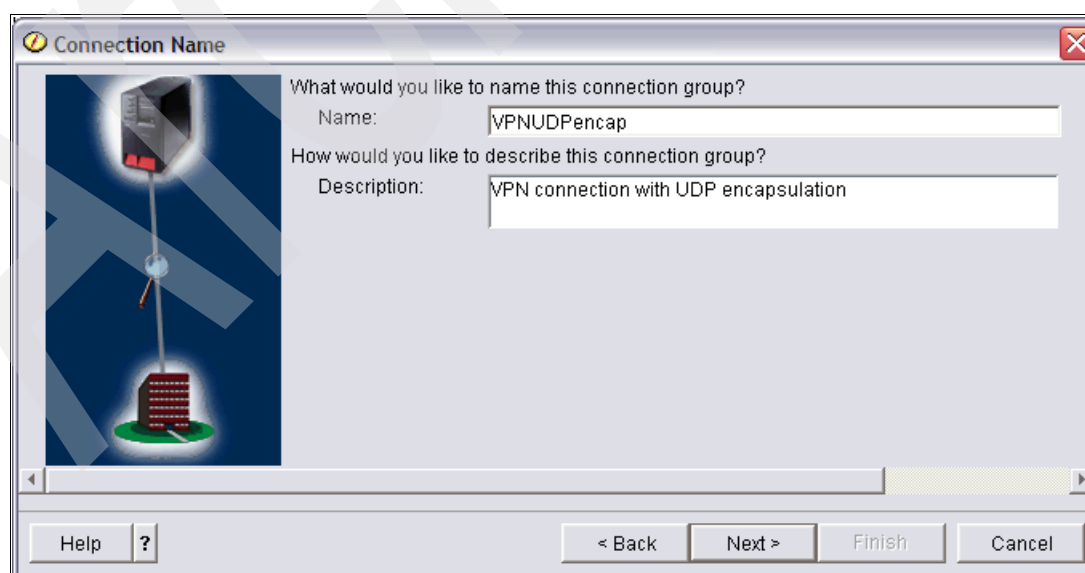 Connection Name
What would you like to name this connection group?
Name: VPNUDPencap
How would you like to describe this connection group?
Description: VPN connection with UDP encapsulation
Help ? < Back Next > Finish Cancel